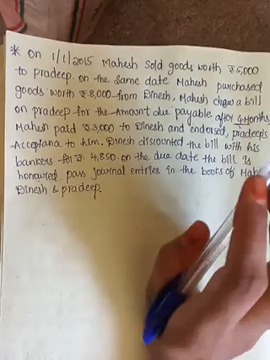 * On 1/1/2015 Mahesh Sold goods worth ₹5,000
to pradeep. on the same date Mahesh purchased
goods worth ₹8,000 from Dinesh, Mahesh drew a bill
on pradeep for the amount due payable after 4 Months
Mahesh paid ₹3,000 to Dinesh and endorsed, pradeep's
to him. Dinesh discounted the bill with his
bankers for ₹ 4,850. on the due date the bill is
honoured. pass journal entries in the books of Mah
Dinesh & pradeep.